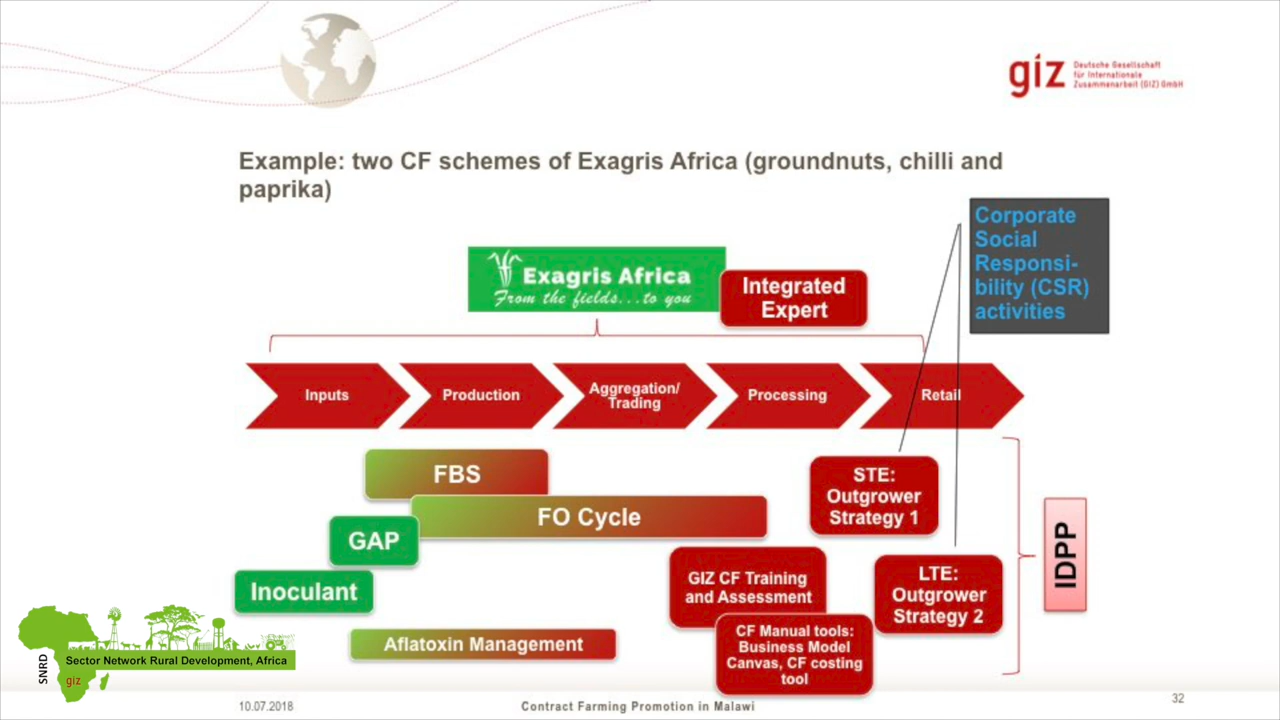 giz Deutsche Gesellschaft
für Internationale
Zusammenarbeit (GIZ) GmbH
Example: two CF schemes of Exagris Africa (groundnuts, chilli and
paprika)
Corporate
Social
Responsi-
bility (CSR)
activities
Exagris Africa
From the fields...to you
Integrated
Expert
Inputs
Production
Aggregation/
Trading
Processing
Retail
FBS
FO Cycle
GAP
Inoculant
Aflatoxin Management
STE:
Outgrower
Strategy 1
GIZ CF Training
and Assessment
LTE:
Outgrower
Strategy 2
CF Manual tools:
Business Model
Canvas, CF costing
tool
IDPP
SNRD
Sector Network Rural Development, Africa
giz
10.07.2018
Contract Farming Promotion in Malawi
32